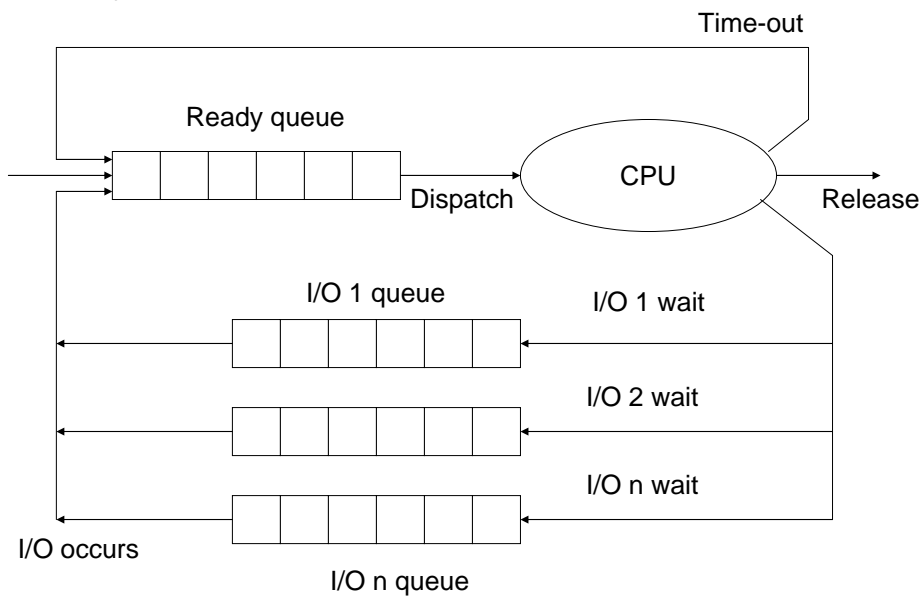 Time-out
Ready queue
CPU
Dispatch
Release
I/O 1 queue
I/O 1 wait
I/O 2 wait
I/O n wait
I/O occurs
I/O n queue